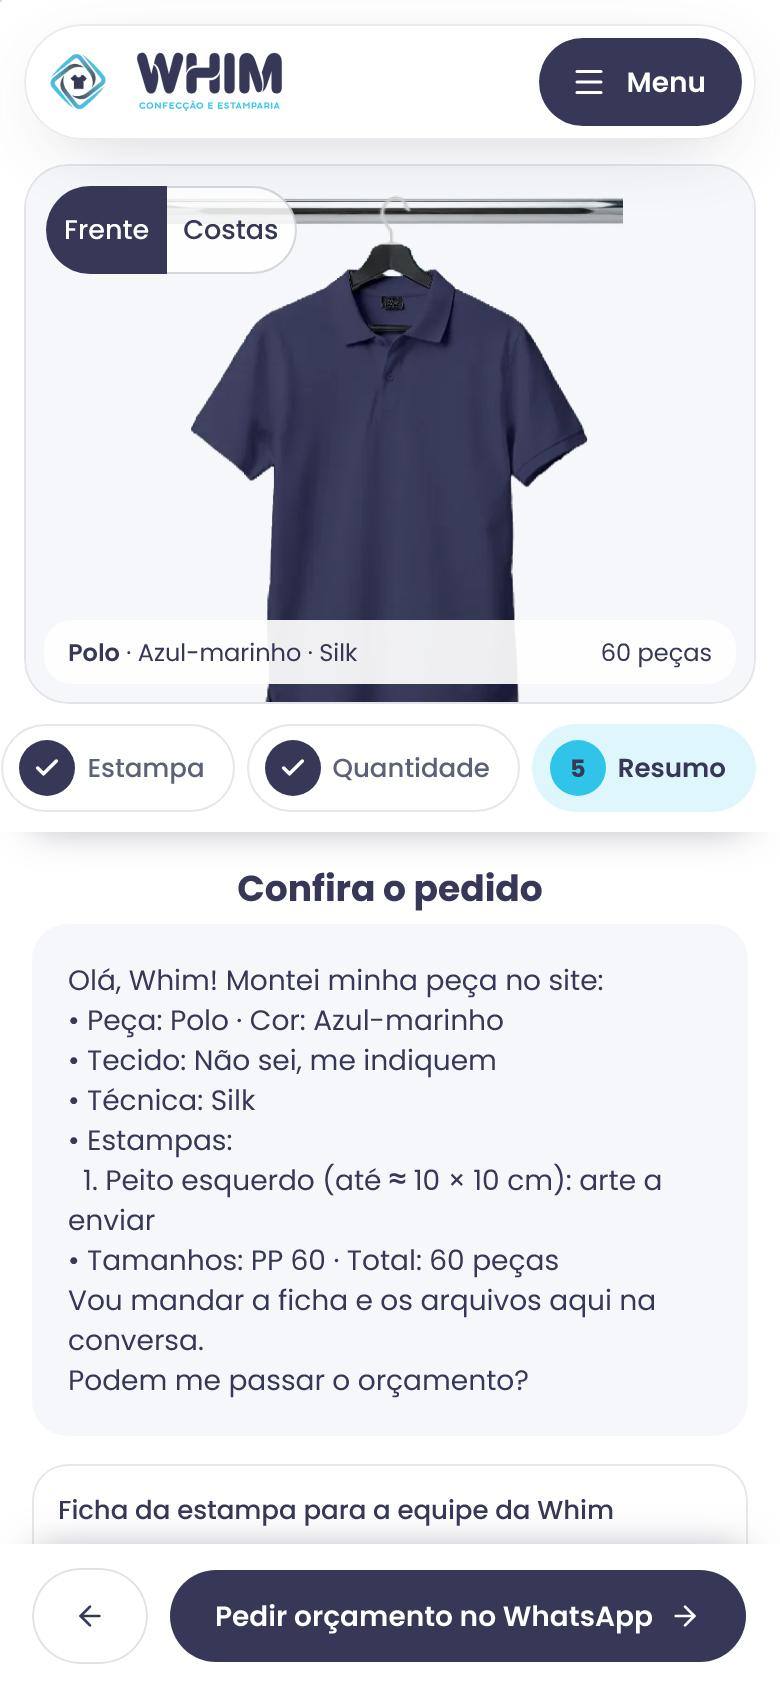 WHIM
CONFECÇÃO E ESTAMPARIA
Menu
Frente
Costas
Polo · Azul-marinho · Silk
60 peças
Estampa
Quantidade
5 Resumo
Confira o pedido
Olá, Whim! Montei minha peça no site:
• Peça: Polo · Cor: Azul-marinho
• Tecido: Não sei, me indiquem
• Técnica: Silk
• Estampas:
1. Peito esquerdo (até ≈ 10 × 10 cm): arte a
enviar
• Tamanhos: PP 60 · Total: 60 peças
Vou mandar a ficha e os arquivos aqui na
conversa.
Podem me passar o orçamento?
Ficha da estampa para a equipe da Whim
Pedir orçamento no WhatsApp